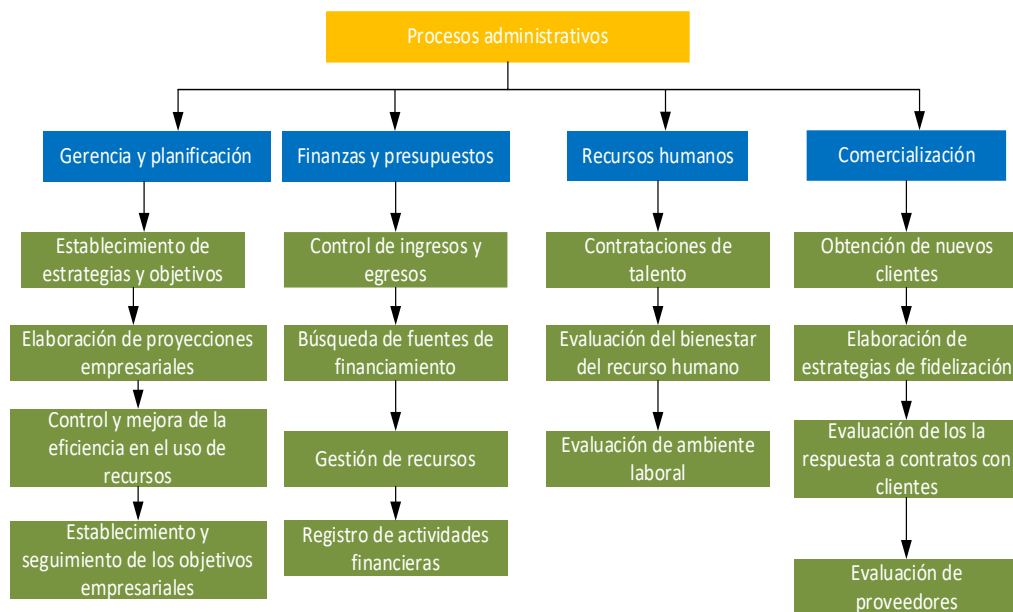 Procesos administrativos
Gerencia y planificación
Finanzas y presupuestos
Recursos humanos
Comercialización
Establecimiento de
estrategias y objetivos
Control de ingresos y
egresos
Contrataciones de
talento
Obtención de nuevos
clientes
Elaboración de proyecciones
empresariales
Búsqueda de fuentes de
financiamiento
Evaluación del bienestar
del recurso humano
Elaboración de
estrategias de fidelización
Control y mejora de la
eficiencia en el uso de
recursos
Gestión de recursos
Evaluación de ambiente
laboral
Evaluación de los la
respuesta a contratos con
clientes
Establecimiento y
seguimiento de los objetivos
empresariales
Registro de actividades
financieras
Evaluación de
proveedores